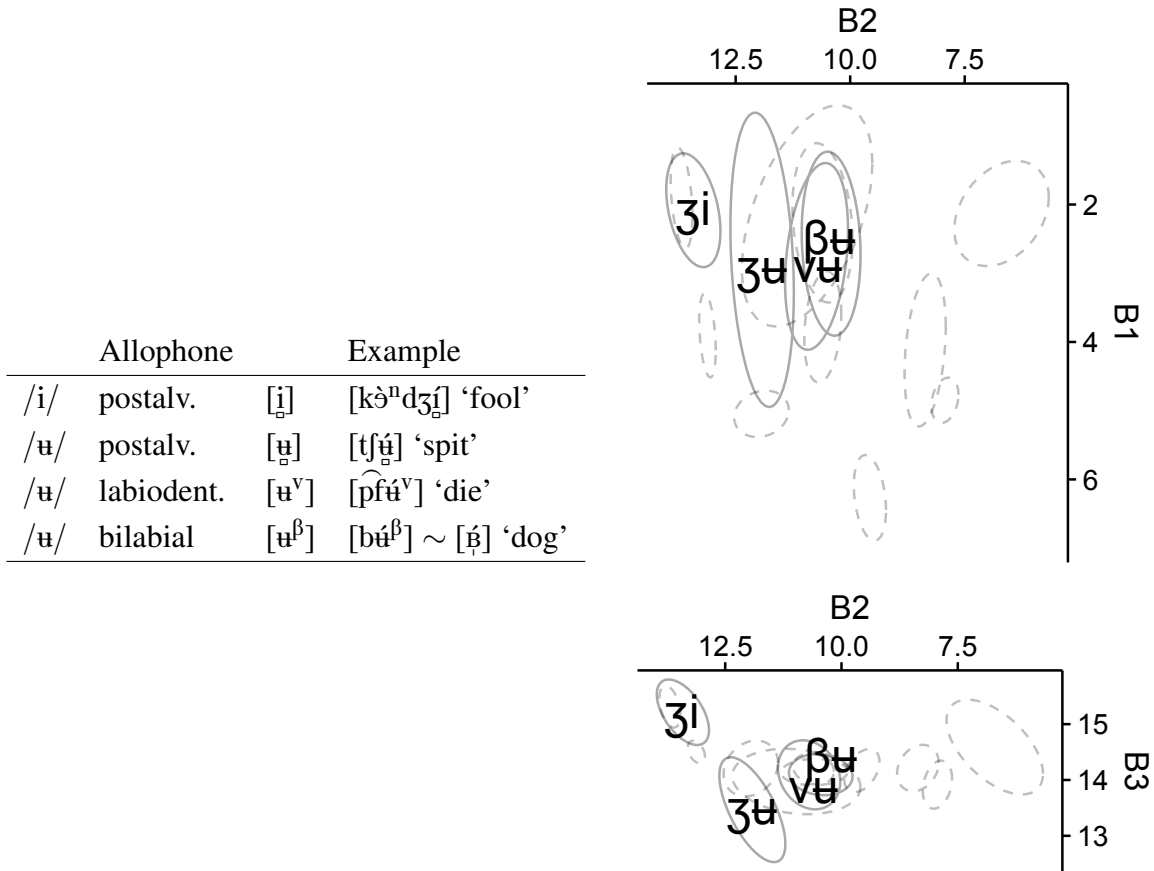 Allophone Example
/i/ postalv. [i̻] [kə̀ⁿdʒí̻] ‘fool’
/ʉ/ postalv. [ʉ̻] [tʃʉ̻́] ‘spit’
/ʉ/ labiodent. [ʉᵛ] [p͡fʉ́ᵛ] ‘die’
/ʉ/ bilabial [ʉᵝ] [bʉ́ᵝ] ∼ [ʙ̩́] ‘dog’
B2
12.5 10.0 7.5
2
ʒi
βʉ
ʒʉ vʉ
B1
4
6
B2
12.5 10.0 7.5
ʒi
15
βʉ
B3
14
vʉ
ʒʉ
13